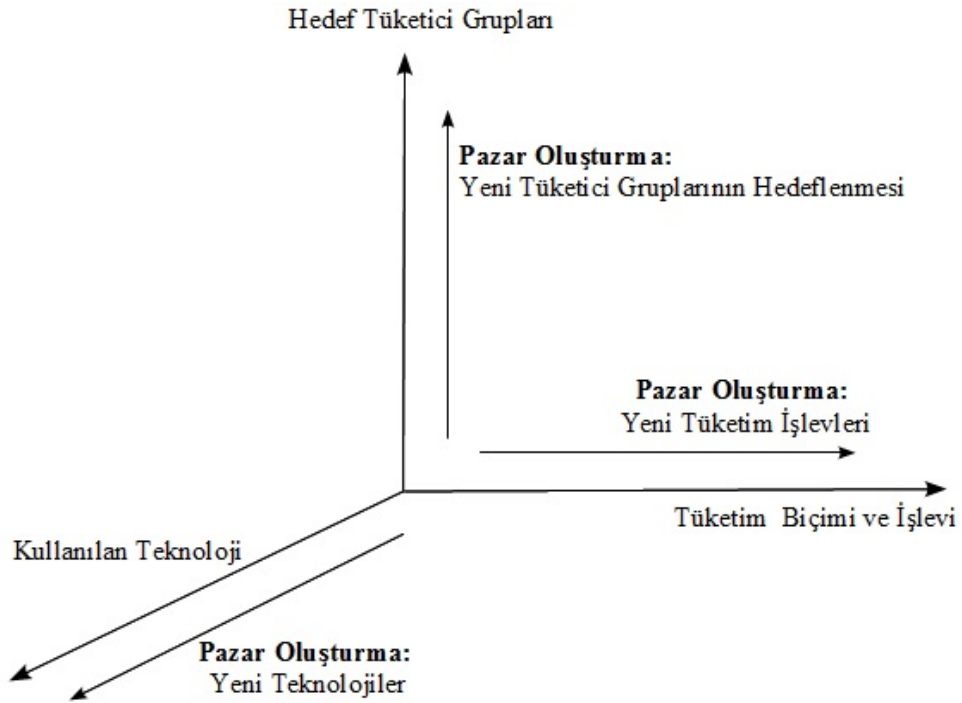 Hedef Tüketici Grupları
Pazar Oluşturma:
Yeni Tüketici Gruplarının Hedeflenmesi
Pazar Oluşturma:
Yeni Tüketim İşlevleri
Tüketim Biçimi ve İşlevi
Kullanılan Teknoloji
Pazar Oluşturma:
Yeni Teknolojiler